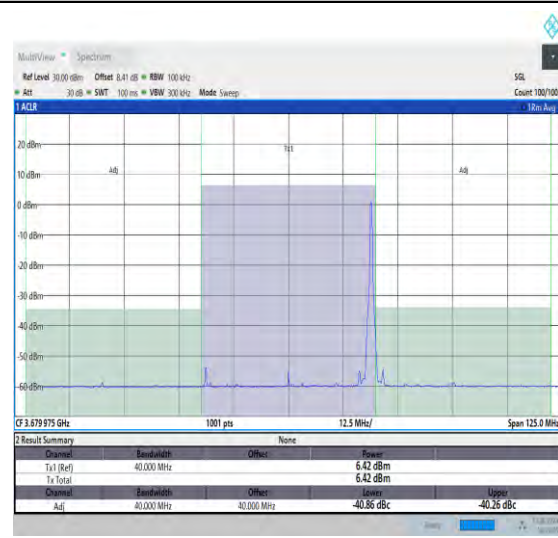 MultiView Spectrum
Ref Level 30.00 dBm Offset 8.41 dB RBW 100 kHz SGL
Att 30 dB SWT 100 ms VBW 300 kHz Mode Sweep Count 100/100
1 ACLR 1Rm Avg
20 dBm
Tx1
10 dBm
Adj Adj
0 dBm
-10 dBm
-20 dBm
-30 dBm
-40 dBm
-50 dBm
-60 dBm
CF 3.679 975 GHz 1001 pts 12.5 MHz/ Span 125.0 MHz
2 Result Summary None
Channel Bandwidth Offset Power
Tx1 (Ref) 40.000 MHz 6.42 dBm
Tx Total 6.42 dBm
Channel Bandwidth Offset Lower Upper
Adj 40.000 MHz 40.000 MHz -40.86 dBc -40.26 dBc
Ready